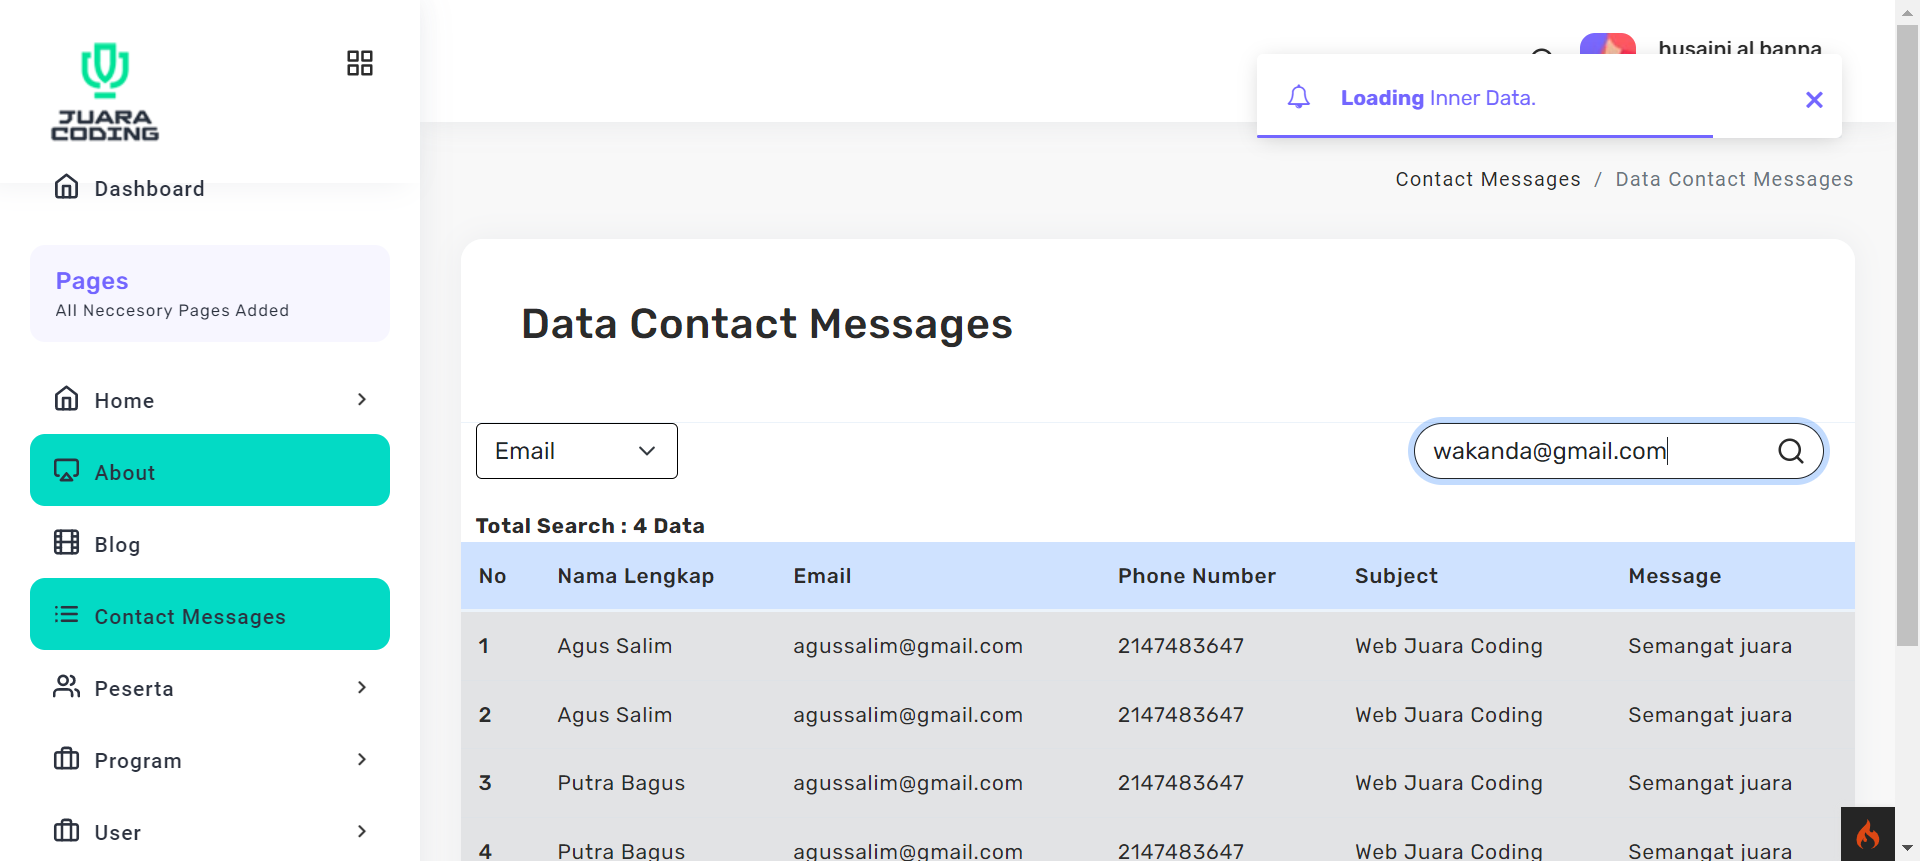 JUARA
CODING
Dashboard
Pages
All Neccesory Pages Added
Home
About
Blog
Contact Messages
Peserta
Program
User
husaini al banna
Loading Inner Data.
Contact Messages / Data Contact Messages
Data Contact Messages
Email
wakanda@gmail.com
Total Search : 4 Data
No Nama Lengkap Email Phone Number Subject Message
1 Agus Salim agussalim@gmail.com 2147483647 Web Juara Coding Semangat juara
2 Agus Salim agussalim@gmail.com 2147483647 Web Juara Coding Semangat juara
3 Putra Bagus agussalim@gmail.com 2147483647 Web Juara Coding Semangat juara
4 Putra Bagus agussalim@gmail.com 2147483647 Web Juara Coding Semangat juara